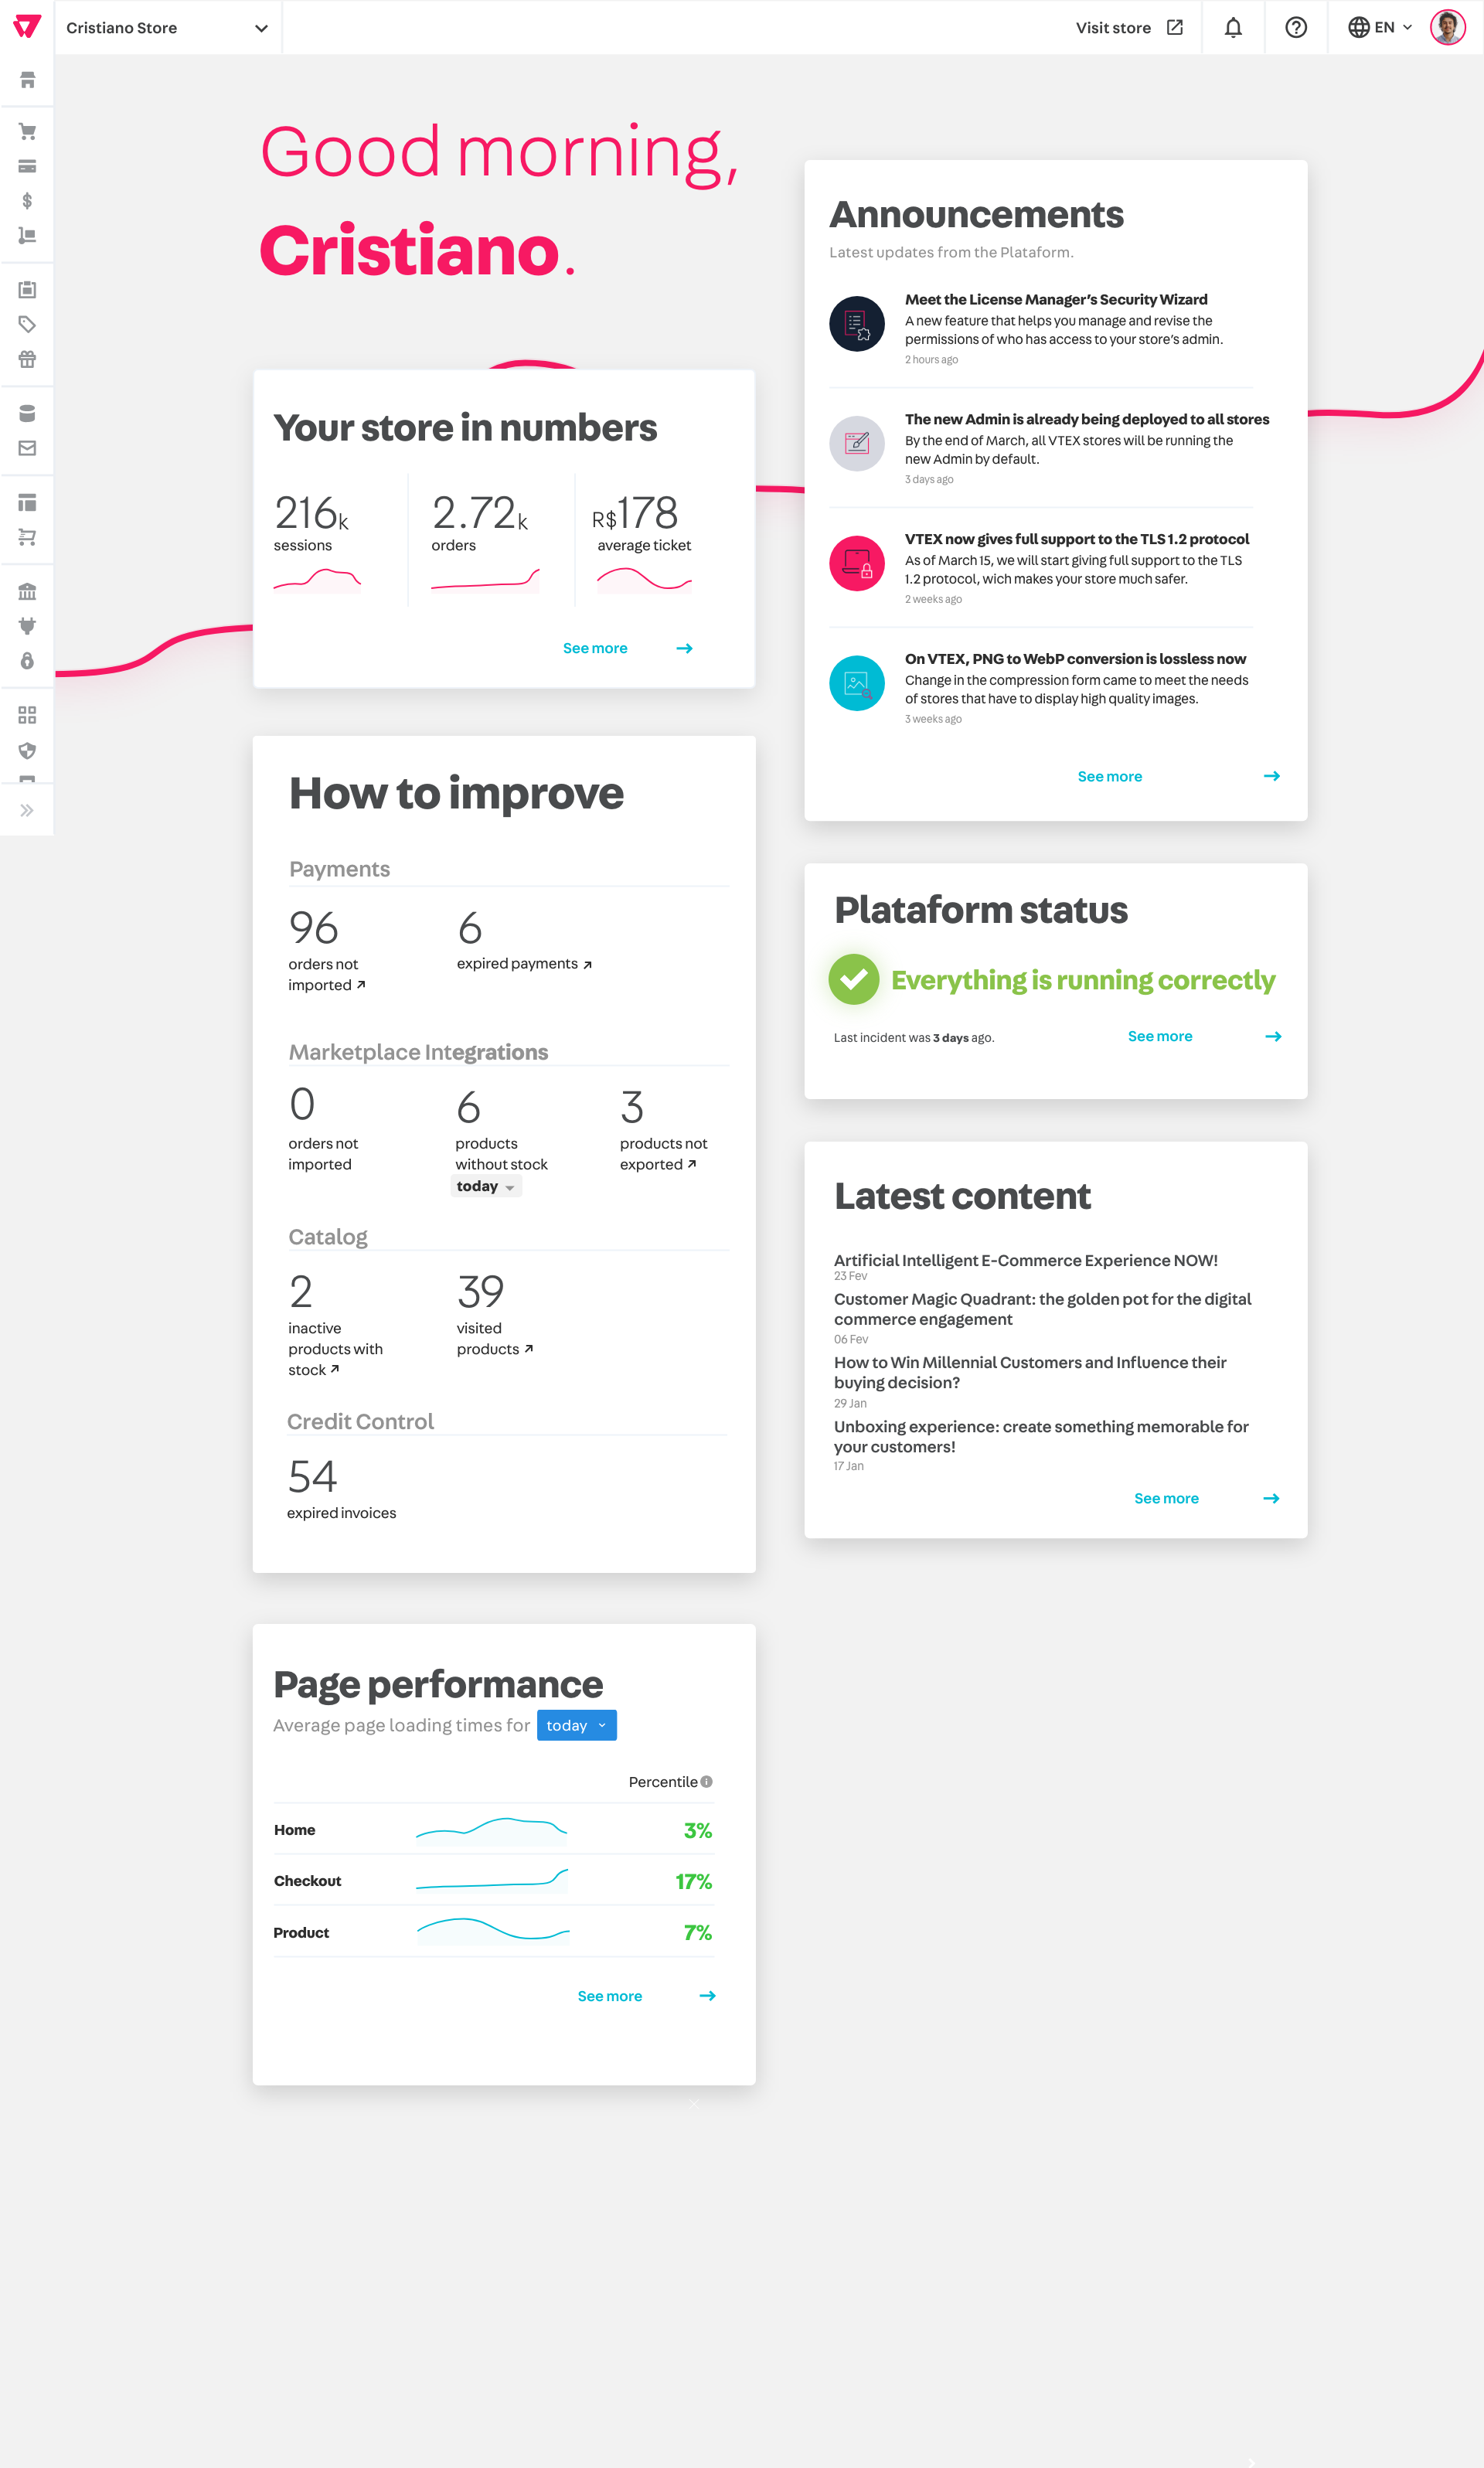 Cristiano Store
Visit store
EN
Good morning,
Cristiano.
Your store in numbers
216k
sessions
2.72k
orders
R$178
average ticket
See more
How to improve
Payments
96
orders not
imported
6
expired payments
Marketplace Integrations
0
orders not
imported
6
products
without stock
today
3
products not
exported
Catalog
2
inactive
products with
stock
39
visited
products
Credit Control
54
expired invoices
Page performance
Average page loading times for today
Percentile
Home
3%
Checkout
17%
Product
7%
See more
Announcements
Latest updates from the Plataform.
Meet the License Manager’s Security Wizard
A new feature that helps you manage and revise the
permissions of who has access to your store’s admin.
2 hours ago
The new Admin is already being deployed to all stores
By the end of March, all VTEX stores will be running the
new Admin by default.
3 days ago
VTEX now gives full support to the TLS 1.2 protocol
As of March 15, we will start giving full support to the TLS
1.2 protocol, wich makes your store much safer.
2 weeks ago
On VTEX, PNG to WebP conversion is lossless now
Change in the compression form came to meet the needs
of stores that have to display high quality images.
3 weeks ago
See more
Plataform status
Everything is running correctly
Last incident was 3 days ago.
See more
Latest content
Artificial Intelligent E-Commerce Experience NOW!
23 Fev
Customer Magic Quadrant: the golden pot for the digital
commerce engagement
06 Fev
How to Win Millennial Customers and Influence their
buying decision?
29 Jan
Unboxing experience: create something memorable for
your customers!
17 Jan
See more